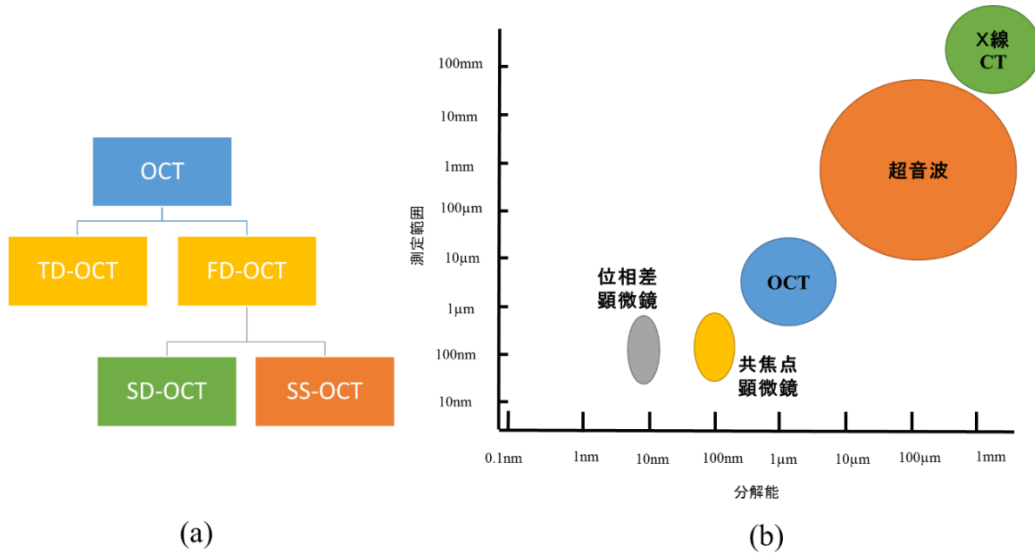 OCT
TD-OCT
FD-OCT
SD-OCT
SS-OCT
(a)
測定範囲
100mm
10mm
1mm
100μm
10μm
1μm
100nm
10nm
X線
CT
超音波
OCT
位相差
顕微鏡
共焦点
顕微鏡
0.1nm
1nm
10nm
100nm
1μm
10μm
100μm
1mm
分解能
(b)